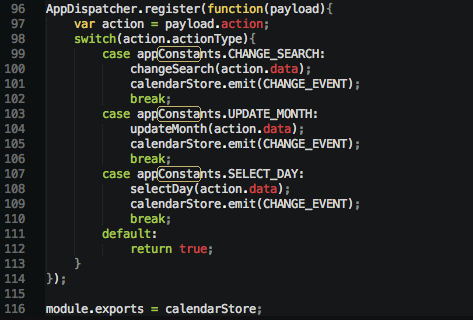 96 AppDispatcher.register(function(payload){
97 var action = payload.action;
98 switch(action.actionType){
99 case appConstants.CHANGE_SEARCH:
100 changeSearch(action.data);
101 calendarStore.emit(CHANGE_EVENT);
102 break;
103 case appConstants.UPDATE_MONTH:
104 updateMonth(action.data);
105 calendarStore.emit(CHANGE_EVENT);
106 break;
107 case appConstants.SELECT_DAY:
108 selectDay(action.data);
109 calendarStore.emit(CHANGE_EVENT);
110 break;
111 default:
112 return true;
113 }
114 });
115
116 module.exports = calendarStore;